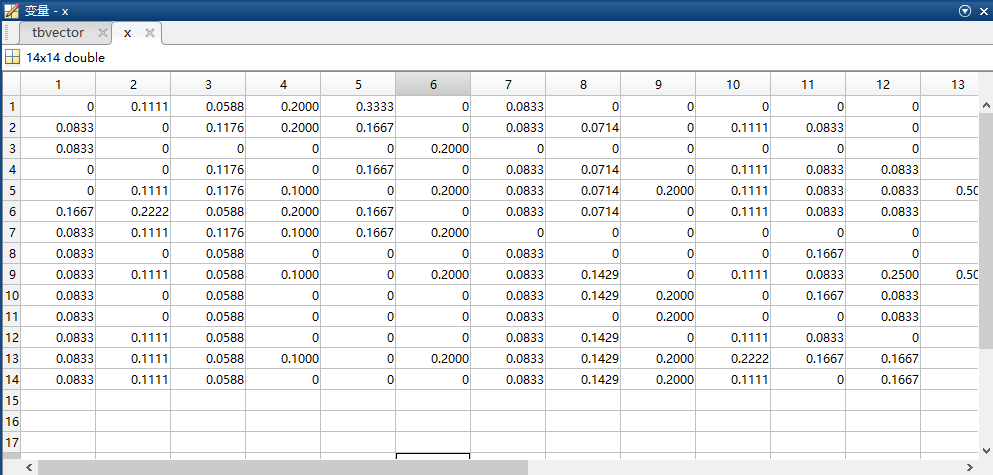 变量 - x
tbvector x
14x14 double
1 2 3 4 5 6 7 8 9 10 11 12 13
1 0 0.1111 0.0588 0.2000 0.3333 0 0.0833 0 0 0 0 0
2 0.0833 0 0.1176 0.2000 0.1667 0 0.0833 0.0714 0 0.1111 0.0833 0
3 0.0833 0 0 0 0 0.2000 0 0 0 0 0 0
4 0 0 0.1176 0 0.1667 0 0.0833 0.0714 0 0.1111 0.0833 0.0833
5 0 0.1111 0.1176 0.1000 0 0.2000 0.0833 0.0714 0.2000 0.1111 0.0833 0.0833 0.50
6 0.1667 0.2222 0.0588 0.2000 0.1667 0 0.0833 0.0714 0 0.1111 0.0833 0.0833
7 0.0833 0.1111 0.1176 0.1000 0.1667 0.2000 0 0 0 0 0 0
8 0.0833 0 0.0588 0 0 0 0.0833 0 0 0 0.1667 0
9 0.0833 0.1111 0.0588 0.1000 0 0.2000 0.0833 0.1429 0 0.1111 0.0833 0.2500 0.50
10 0.0833 0 0.0588 0 0 0 0.0833 0.1429 0.2000 0 0.1667 0.0833
11 0.0833 0 0.0588 0 0 0 0.0833 0 0.2000 0 0 0.0833
12 0.0833 0.1111 0.0588 0 0 0 0.0833 0.1429 0 0.1111 0.0833 0
13 0.0833 0.1111 0.0588 0.1000 0 0.2000 0.0833 0.1429 0.2000 0.2222 0.1667 0.1667
14 0.0833 0.1111 0.0588 0 0 0 0.0833 0.1429 0.2000 0.1111 0 0.1667
15
16
17